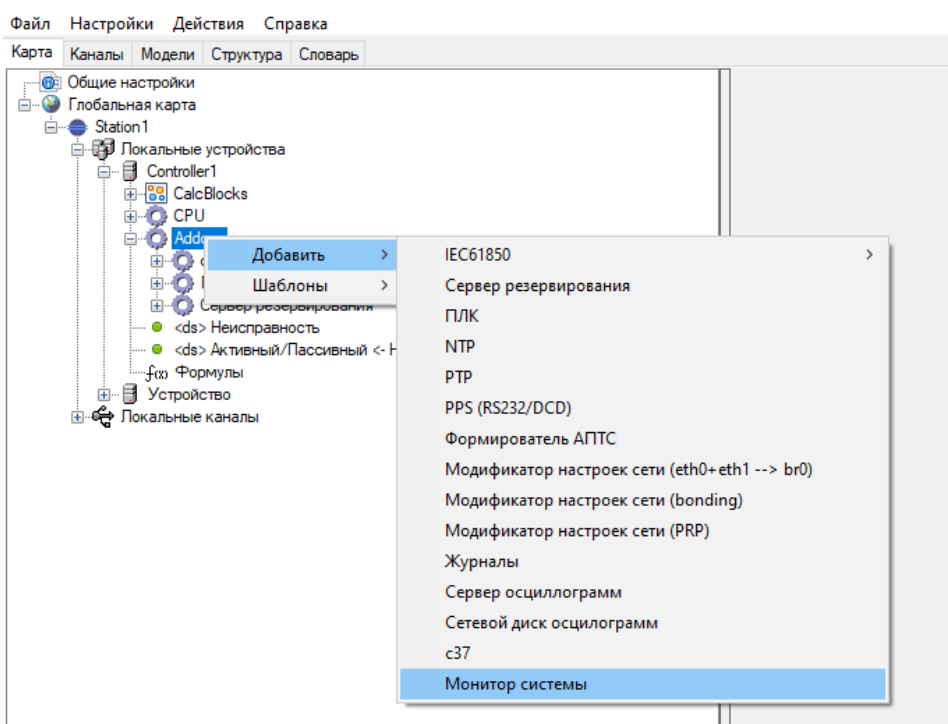 Файл Настройки Действия Справка
Карта Каналы Модели Структура Словарь
Общие настройки
Глобальная карта
Station1
Локальные устройства
Controller1
CalcBlocks
CPU
Добавить
Шаблоны
Сервер резервирования
<ds> Неисправность
<ds> Активный/Пассивный <-
Формулы
Устройство
Локальные каналы
IEC61850
Сервер резервирования
ПЛК
NTP
PTP
PPS (RS232/DCD)
Формирователь АПТС
Модификатор настроек сети (eth0+eth1 --> br0)
Модификатор настроек сети (bonding)
Модификатор настроек сети (PRP)
Журналы
Сервер осциллограмм
Сетевой диск осцилограмм
c37
Монитор системы